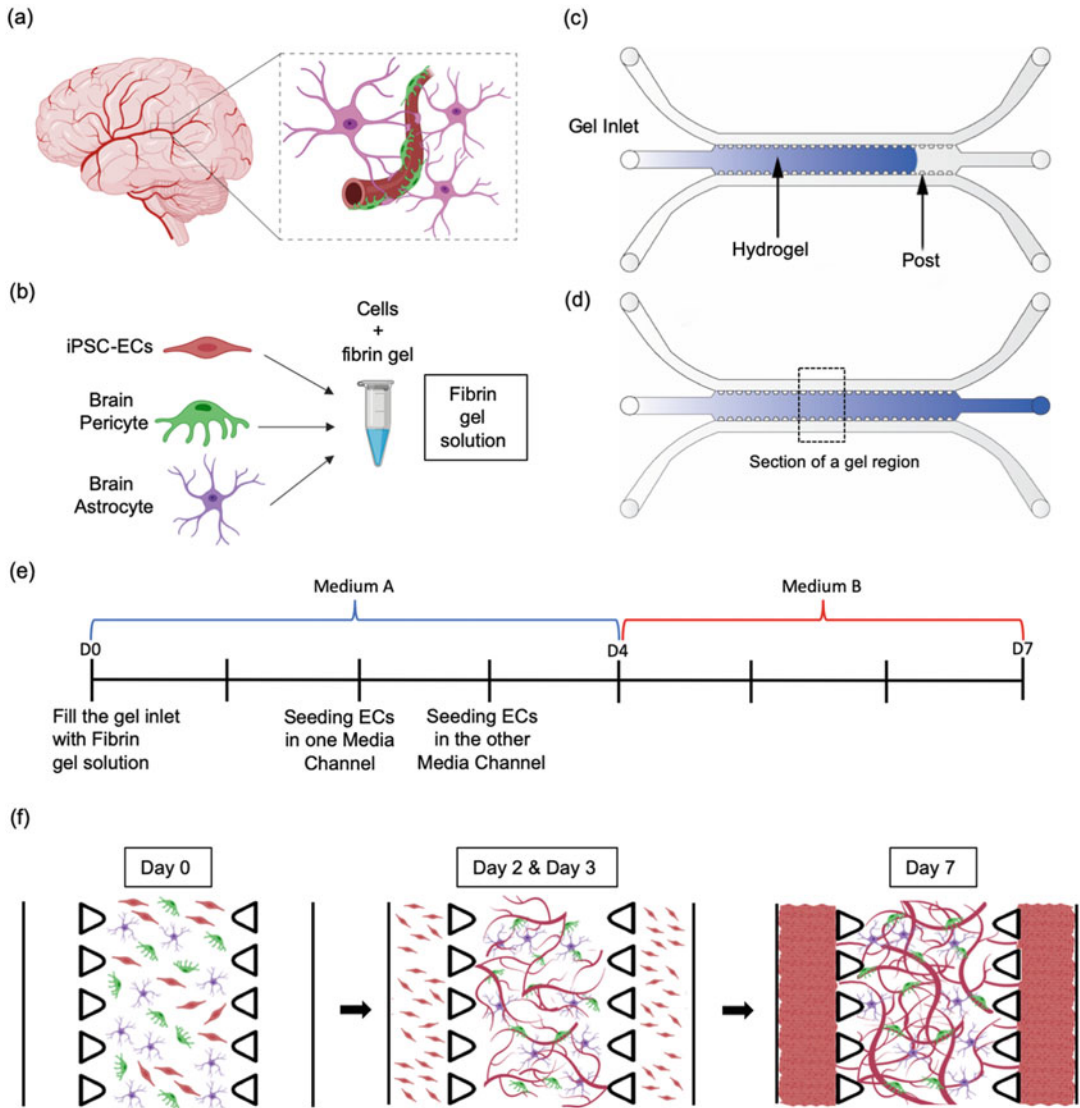 (a)
(b)
iPSC-ECs
Brain
Pericyte
Brain
Astrocyte
Cells
+
fibrin gel
Fibrin
gel
solution
(c)
Gel Inlet
Hydrogel
Post
(d)
Section of a gel region
(e)
Medium A
Medium B
D0
D4
D7
Fill the gel inlet
with Fibrin
gel solution
Seeding ECs
in one Media
Channel
Seeding ECs
in the other
Media Channel
(f)
Day 0
Day 2 & Day 3
Day 7